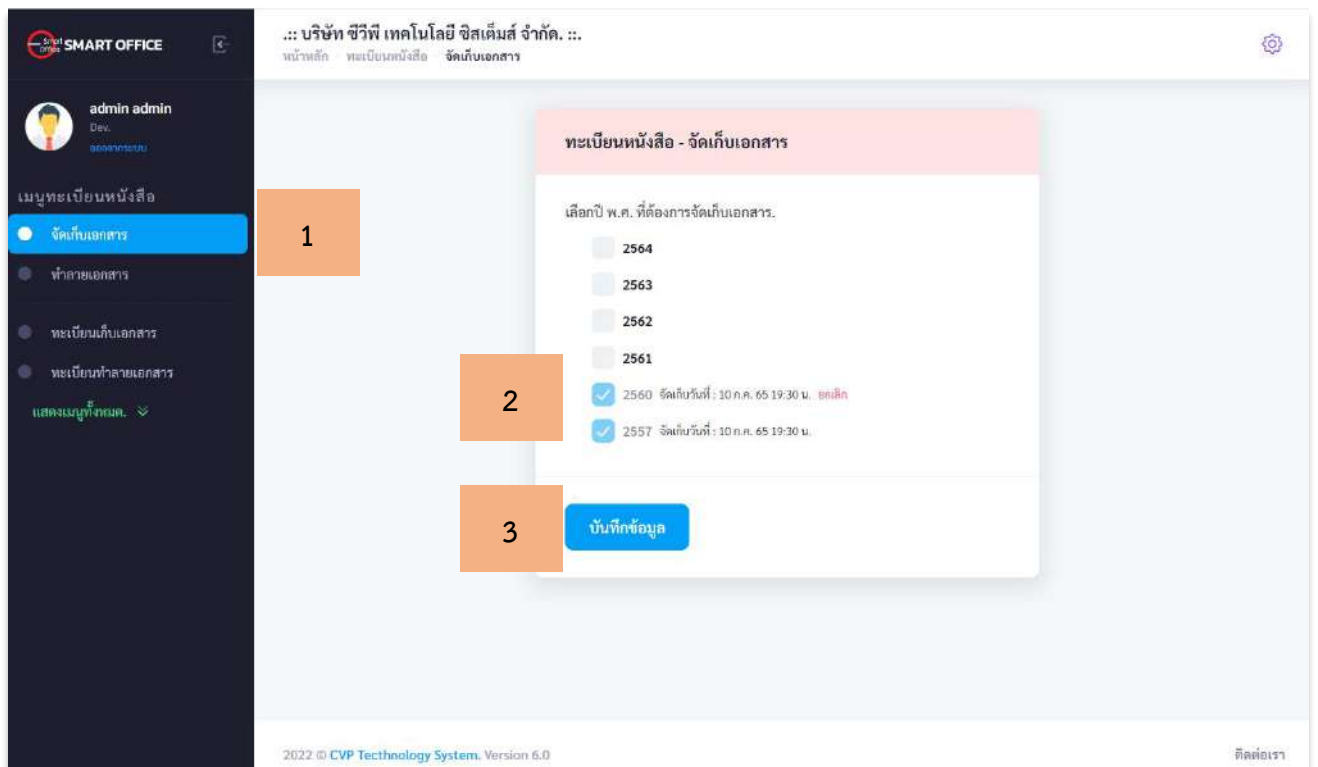 SMART OFFICE
.:: บริษัท ซีวีพี เทคโนโลยี ซิสเต็มส์ จำกัด. ::.
หน้าหลัก ทะเบียนหนังสือ จัดเก็บเอกสาร
admin admin
Dev.
ออกจากระบบ
เมนูทะเบียนหนังสือ
จัดเก็บเอกสาร
ทำลายเอกสาร
ทะเบียนเก็บเอกสาร
ทะเบียนทำลายเอกสาร
แสดงเมนูทั้งหมด.
1
ทะเบียนหนังสือ - จัดเก็บเอกสาร
เลือกปี พ.ศ. ที่ต้องการจัดเก็บเอกสาร.
2564
2563
2562
2561
2
2560 จัดเก็บวันที่ : 10 ก.ค. 65 19:30 น. ยกเลิก
2557 จัดเก็บวันที่ : 10 ก.ค. 65 19:30 น.
3
บันทึกข้อมูล
2022 © CVP Tecthnology System. Version 6.0
ติดต่อเรา